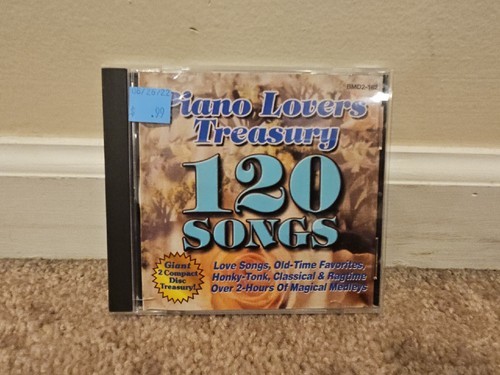 Piano Lovers
Treasury
120
SONGS
Giant
2 Compact
Disc
Treasury!
Love Songs, Old-Time Favorites,
Honky-Tonk, Classical & Ragtime
Over 2-Hours Of Magical Medleys
$ .99